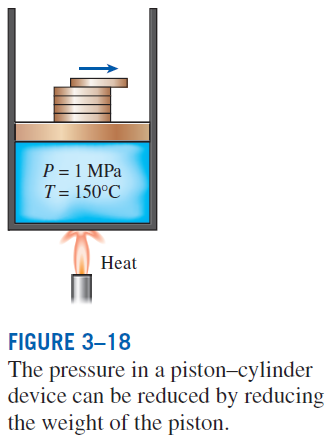 P = 1 MPa
T = 150°C
Heat
FIGURE 3–18
The pressure in a piston–cylinder
device can be reduced by reducing
the weight of the piston.